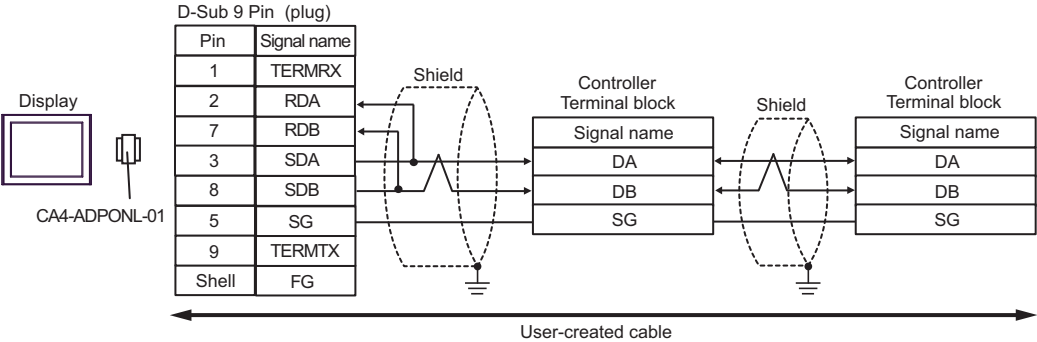 D-Sub 9 Pin (plug)
Display
CA4-ADPONL-01
Pin Signal name
1 TERMRX
2 RDA
7 RDB
3 SDA
8 SDB
5 SG
9 TERMTX
Shell FG
Shield
Controller
Terminal block
Signal name
DA
DB
SG
Shield
Controller
Terminal block
Signal name
DA
DB
SG
User-created cable